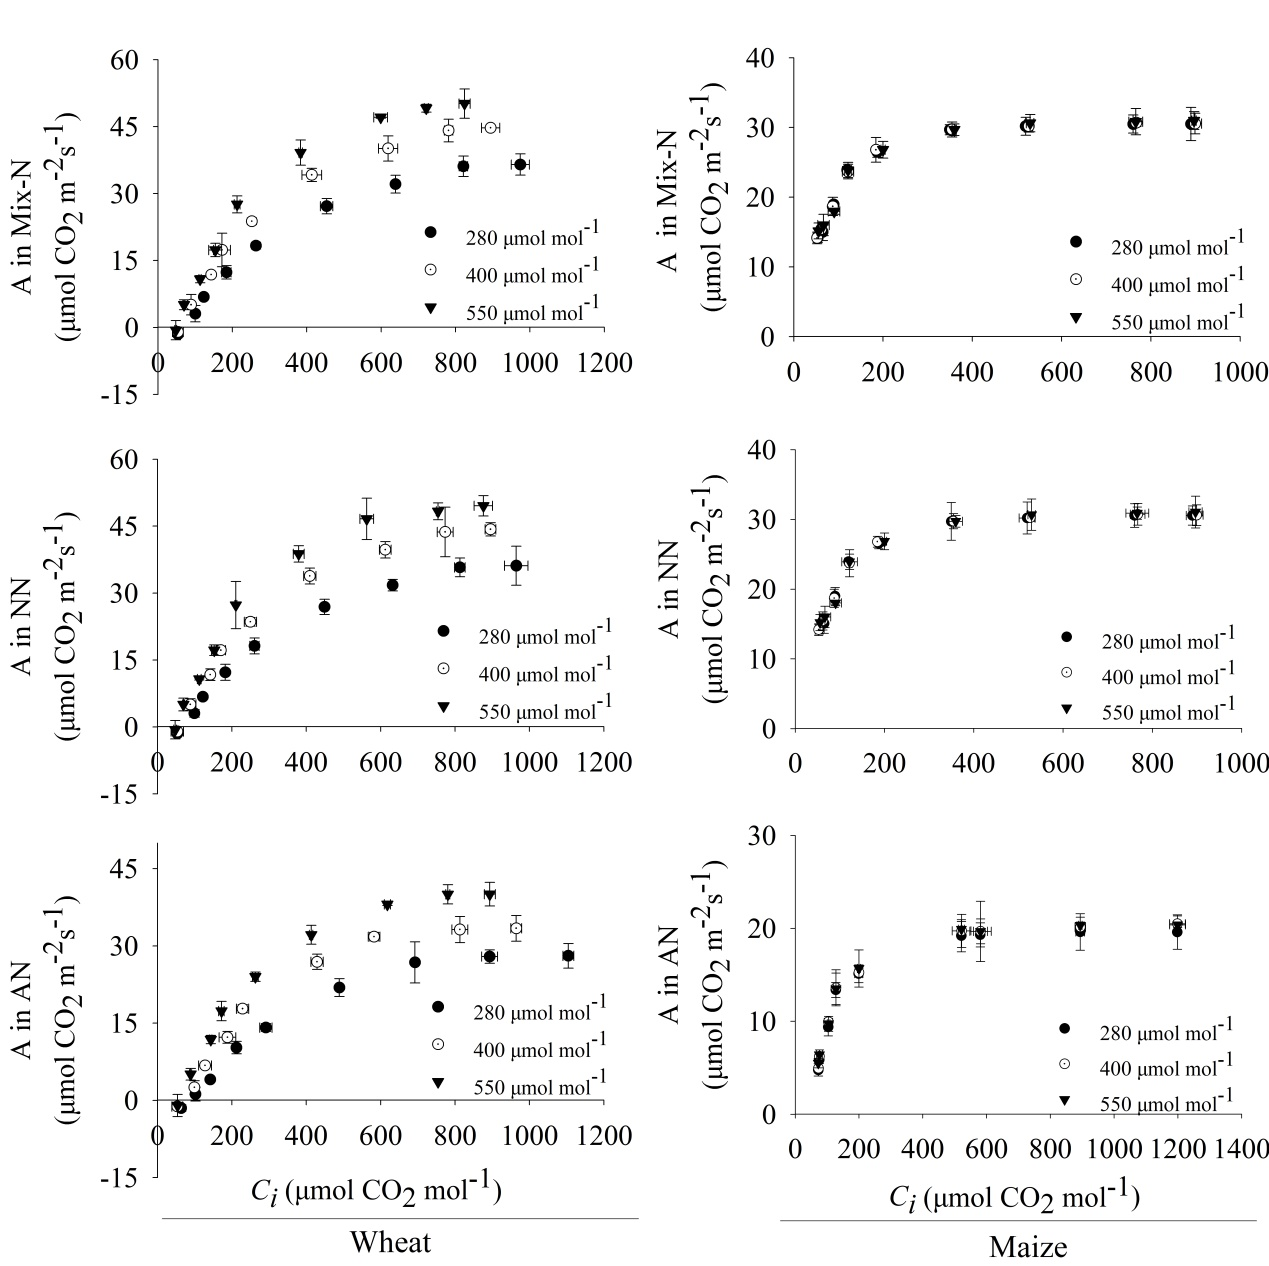 A in Mix-N
(μmol CO2 m-2s-1)
60
45
30
15
0
-15
0 200 400 600 800 1000 1200
280 μmol mol-1
400 μmol mol-1
550 μmol mol-1
A in Mix-N
(μmol CO2 m-2s-1)
40
30
20
10
0
0 200 400 600 800 1000
280 μmol mol-1
400 μmol mol-1
550 μmol mol-1
A in NN
(μmol CO2 m-2s-1)
60
45
30
15
0
-15
0 200 400 600 800 1000 1200
280 μmol mol-1
400 μmol mol-1
550 μmol mol-1
A in NN
(μmol CO2 m-2s-1)
40
30
20
10
0
0 200 400 600 800 1000
280 μmol mol-1
400 μmol mol-1
550 μmol mol-1
A in AN
(μmol CO2 m-2s-1)
45
30
15
0
-15
0 200 400 600 800 1000 1200
280 μmol mol-1
400 μmol mol-1
550 μmol mol-1
Ci (μmol CO2 mol-1)
Wheat
A in AN
(μmol CO2 m-2s-1)
30
20
10
0
0 200 400 600 800 1000 1200 1400
280 μmol mol-1
400 μmol mol-1
550 μmol mol-1
Ci (μmol CO2 mol-1)
Maize